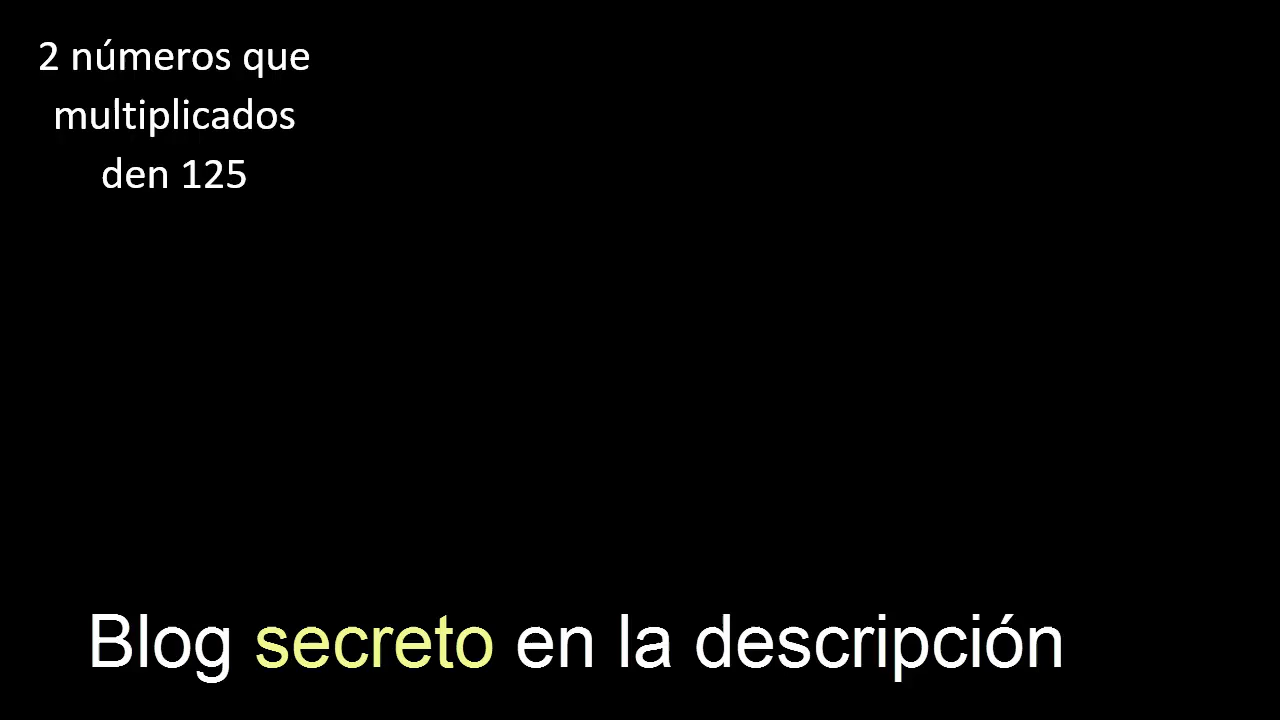 2 números que
multiplicados
den 125
Blog secreto en la descripción